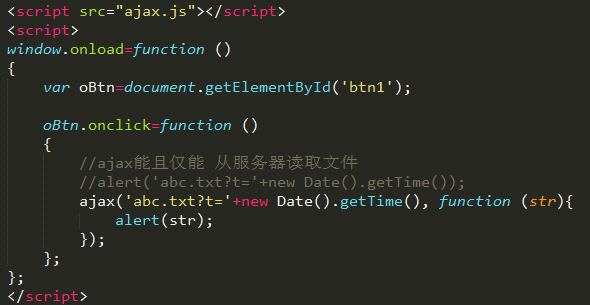 <script src="ajax.js"></script>
<script>
window.onload=function ()
{
    var oBtn=document.getElementById('btn1');

    oBtn.onclick=function ()
    {
        //ajax能且仅能 从服务器读取文件
        //alert('abc.txt?t='+new Date().getTime());
        ajax('abc.txt?t='+new Date().getTime(), function (str){
            alert(str);
        });
    };
};
</script>